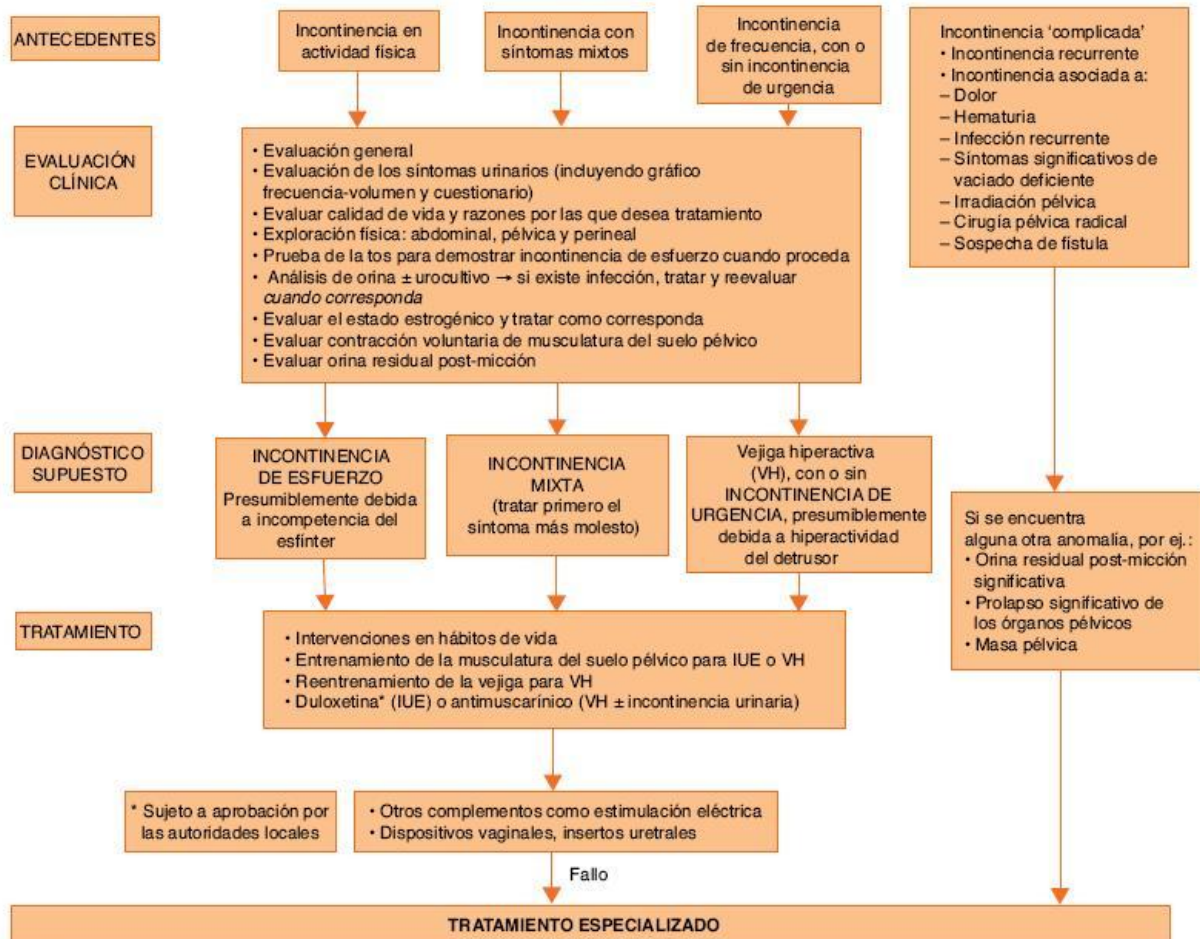 ANTECEDENTES
Incontinencia en
actividad física
Incontinencia con
síntomas mixtos
Incontinencia
de frecuencia, con o
sin incontinencia
de urgencia
Incontinencia ‘complicada’
• Incontinencia recurrente
• Incontinencia asociada a:
– Dolor
– Hematuria
– Infección recurrente
– Síntomas significativos de
vaciado deficiente
– Irradiación pélvica
– Cirugía pélvica radical
– Sospecha de fístula
EVALUACIÓN
CLÍNICA
• Evaluación general
• Evaluación de los síntomas urinarios (incluyendo gráfico
frecuencia-volumen y cuestionario)
• Evaluar calidad de vida y razones por las que desea tratamiento
• Exploración física: abdominal, pélvica y perineal
• Prueba de la tos para demostrar incontinencia de esfuerzo cuando proceda
• Análisis de orina ± urocultivo → si existe infección, tratar y reevaluar
cuando corresponda
• Evaluar el estado estrogénico y tratar como corresponda
• Evaluar contracción voluntaria de musculatura del suelo pélvico
• Evaluar orina residual post-micción
DIAGNÓSTICO
SUPUESTO
INCONTINENCIA
DE ESFUERZO
Presumiblemente debida
a incompetencia del
esfínter
INCONTINENCIA
MIXTA
(tratar primero el
síntoma más molesto)
Vejiga hiperactiva
(VH), con o sin
INCONTINENCIA DE
URGENCIA, presumiblemente
debida a hiperactividad
del detrusor
Si se encuentra
alguna otra anomalía, por ej.:
• Orina residual post-micción
significativa
• Prolapso significativo de
los órganos pélvicos
• Masa pélvica
TRATAMIENTO
• Intervenciones en hábitos de vida
• Entrenamiento de la musculatura del suelo pélvico para IUE o VH
• Reentrenamiento de la vejiga para VH
• Duloxetina* (IUE) o antimuscarínico (VH ± incontinencia urinaria)
* Sujeto a aprobación por
las autoridades locales
• Otros complementos como estimulación eléctrica
• Dispositivos vaginales, insertos uretrales
Fallo
TRATAMIENTO ESPECIALIZADO